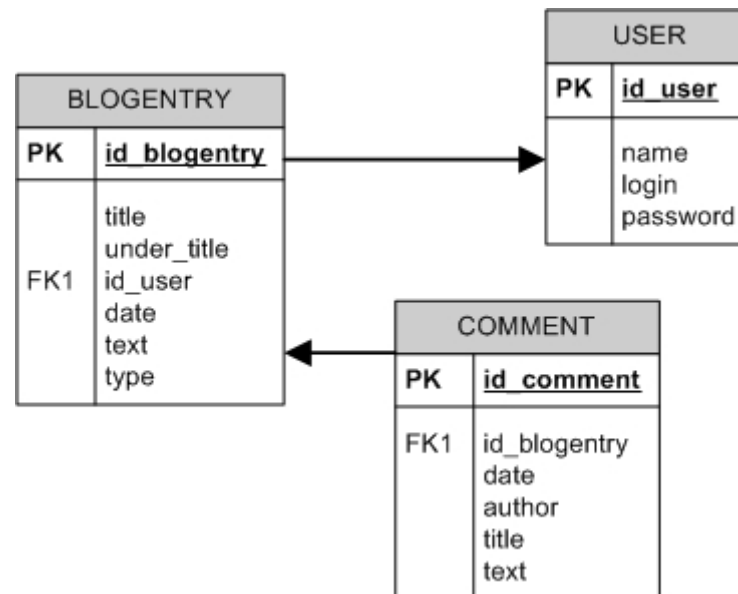 BLOGENTRY
PK id_blogentry
title
under_title
FK1 id_user
date
text
type
USER
PK id_user
name
login
password
COMMENT
PK id_comment
FK1 id_blogentry
date
author
title
text